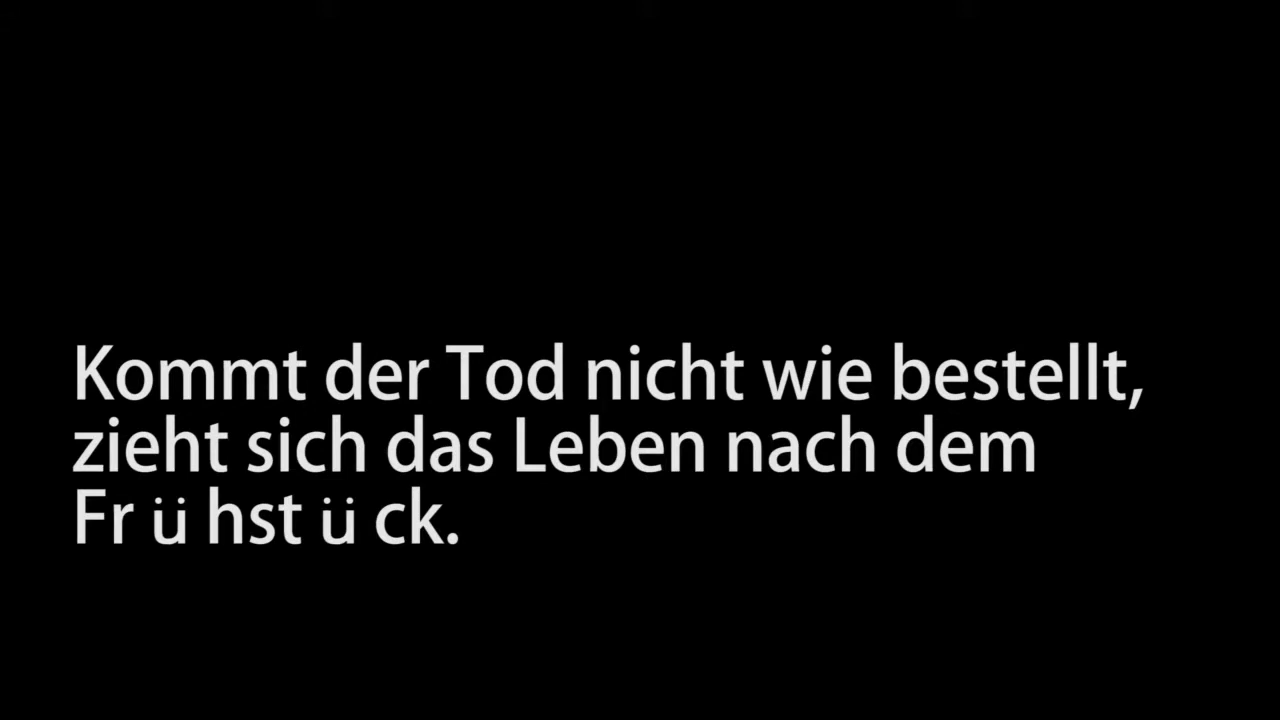 Kommt der Tod nicht wie bestellt,
zieht sich das Leben nach dem
Fr ü hst ü ck.